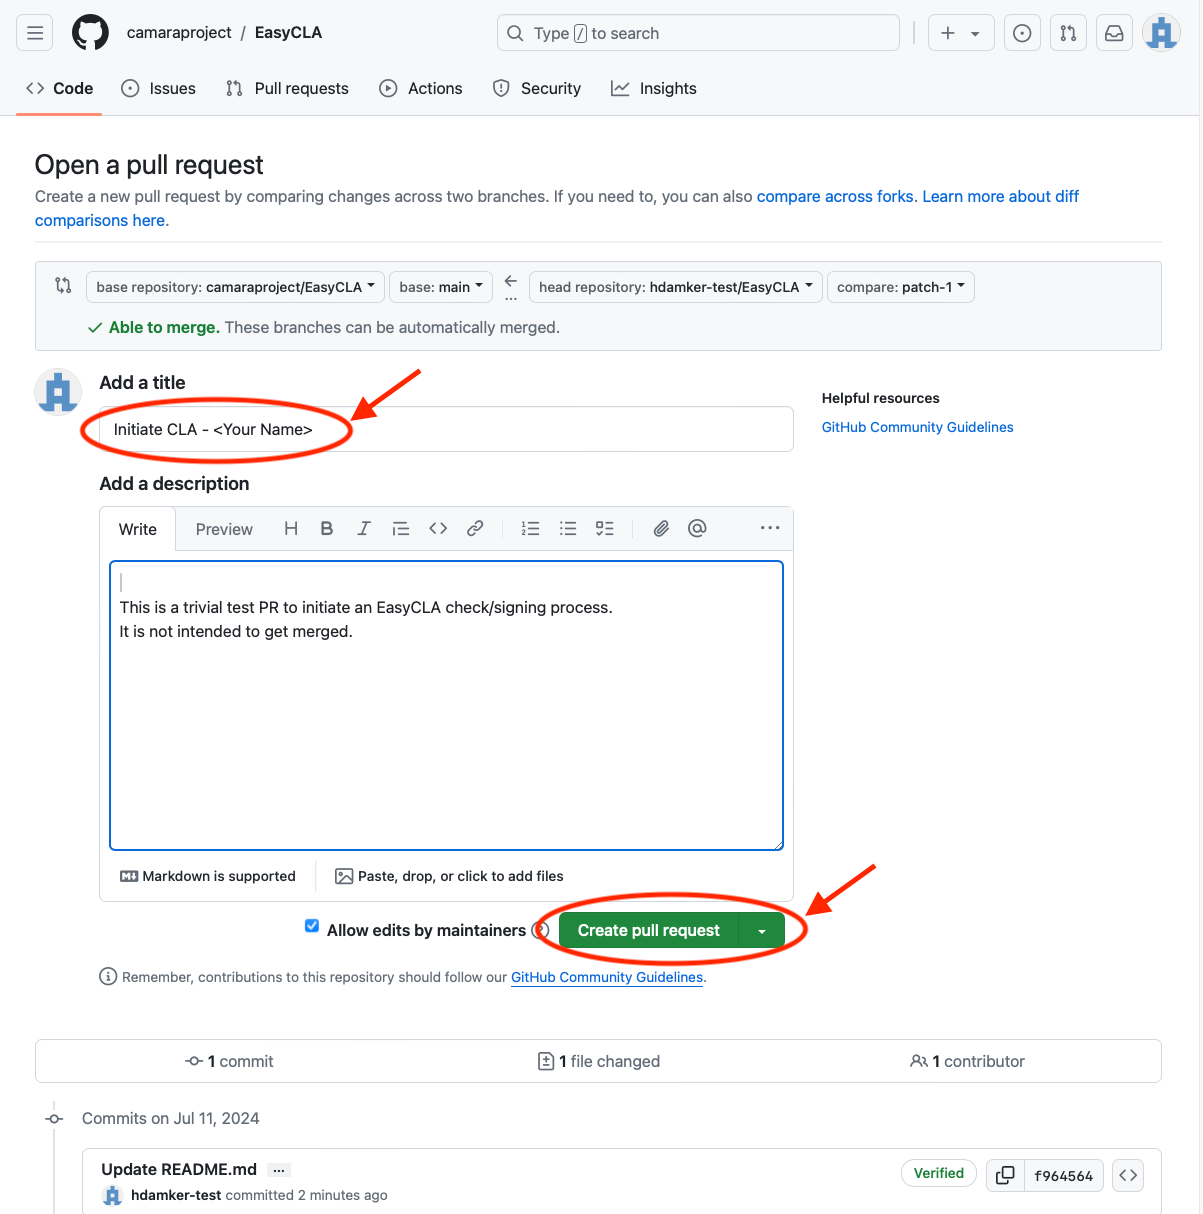 camaraproject / EasyCLA
Type / to search
Code Issues Pull requests Actions Security Insights
Open a pull request
Create a new pull request by comparing changes across two branches. If you need to, you can also compare across forks. Learn more about diff
comparisons here.
base repository: camaraproject/EasyCLA base: main ... head repository: hdamker-test/EasyCLA compare: patch-1
Able to merge. These branches can be automatically merged.
Add a title
Initiate CLA - <Your Name>
Helpful resources
GitHub Community Guidelines
Add a description
Write Preview H B I @ ...
This is a trivial test PR to initiate an EasyCLA check/signing process.
It is not intended to get merged.
Markdown is supported Paste, drop, or click to add files
Allow edits by maintainers ? Create pull request
Remember, contributions to this repository should follow our GitHub Community Guidelines.
1 commit 1 file changed 1 contributor
Commits on Jul 11, 2024
Update README.md ...
hdamker-test committed 2 minutes ago
Verified f964564